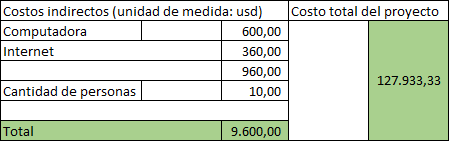 Costos indirectos (unidad de medida: usd) Costo total del proyecto
Computadora 600,00
Internet 360,00
960,00
127.933,33
Cantidad de personas 10,00
Total 9.600,00